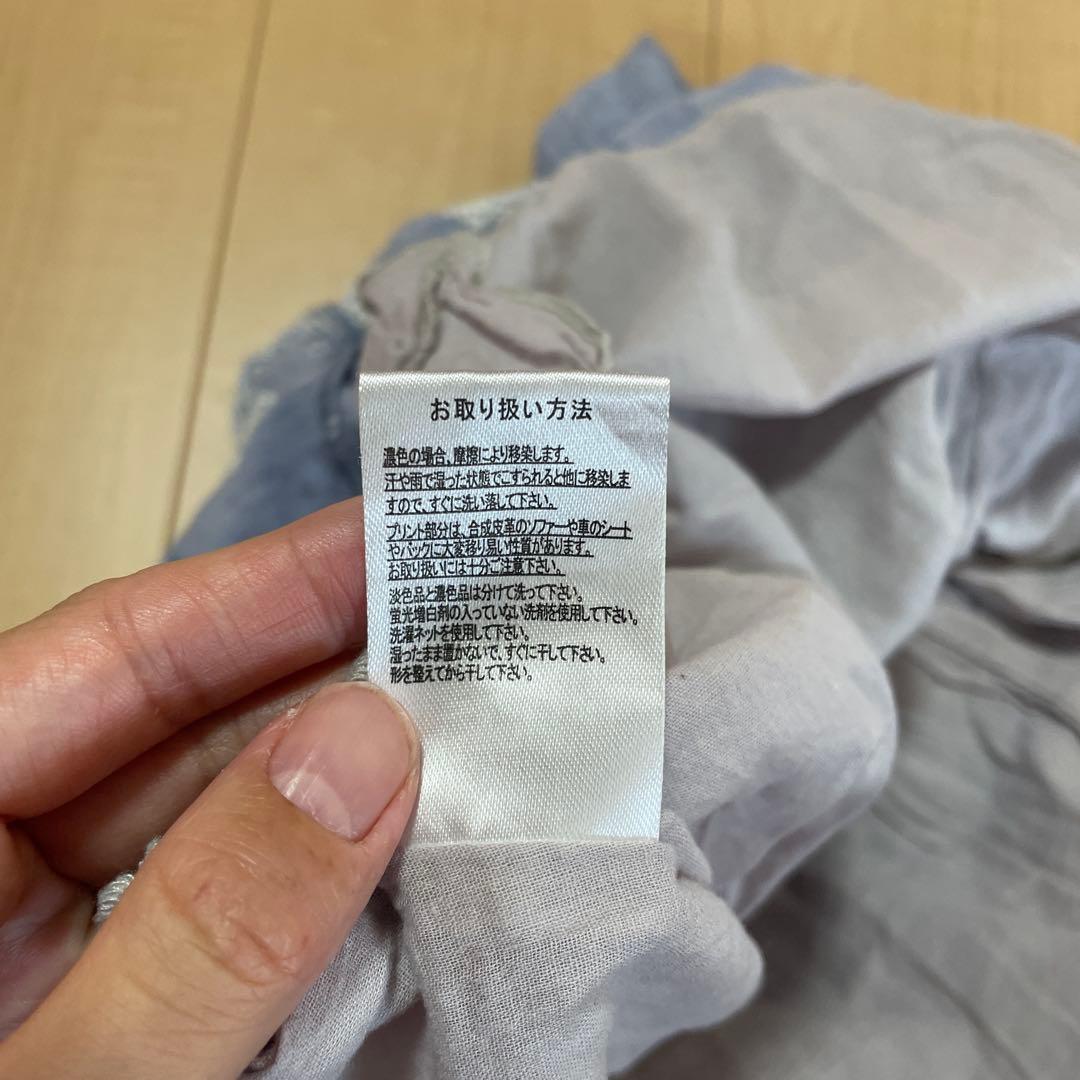 お取り扱い方法
濃色の場合、摩擦により移染します。
汗や雨で湿った状態でこすられると他に移染しま
すので、すぐに洗い落して下さい。
プリント部分は、合成皮革のソファーや車のシート
やバックに大変移り易い性質があります。
お取り扱いには十分ご注意下さい。
淡色品と濃色品は分けて洗って下さい。
蛍光増白剤の入っていない洗剤を使用して下さい。
洗濯ネットを使用して下さい。
湿ったまま置かないで、すぐに干して下さい。
形を整えてから干して下さい。